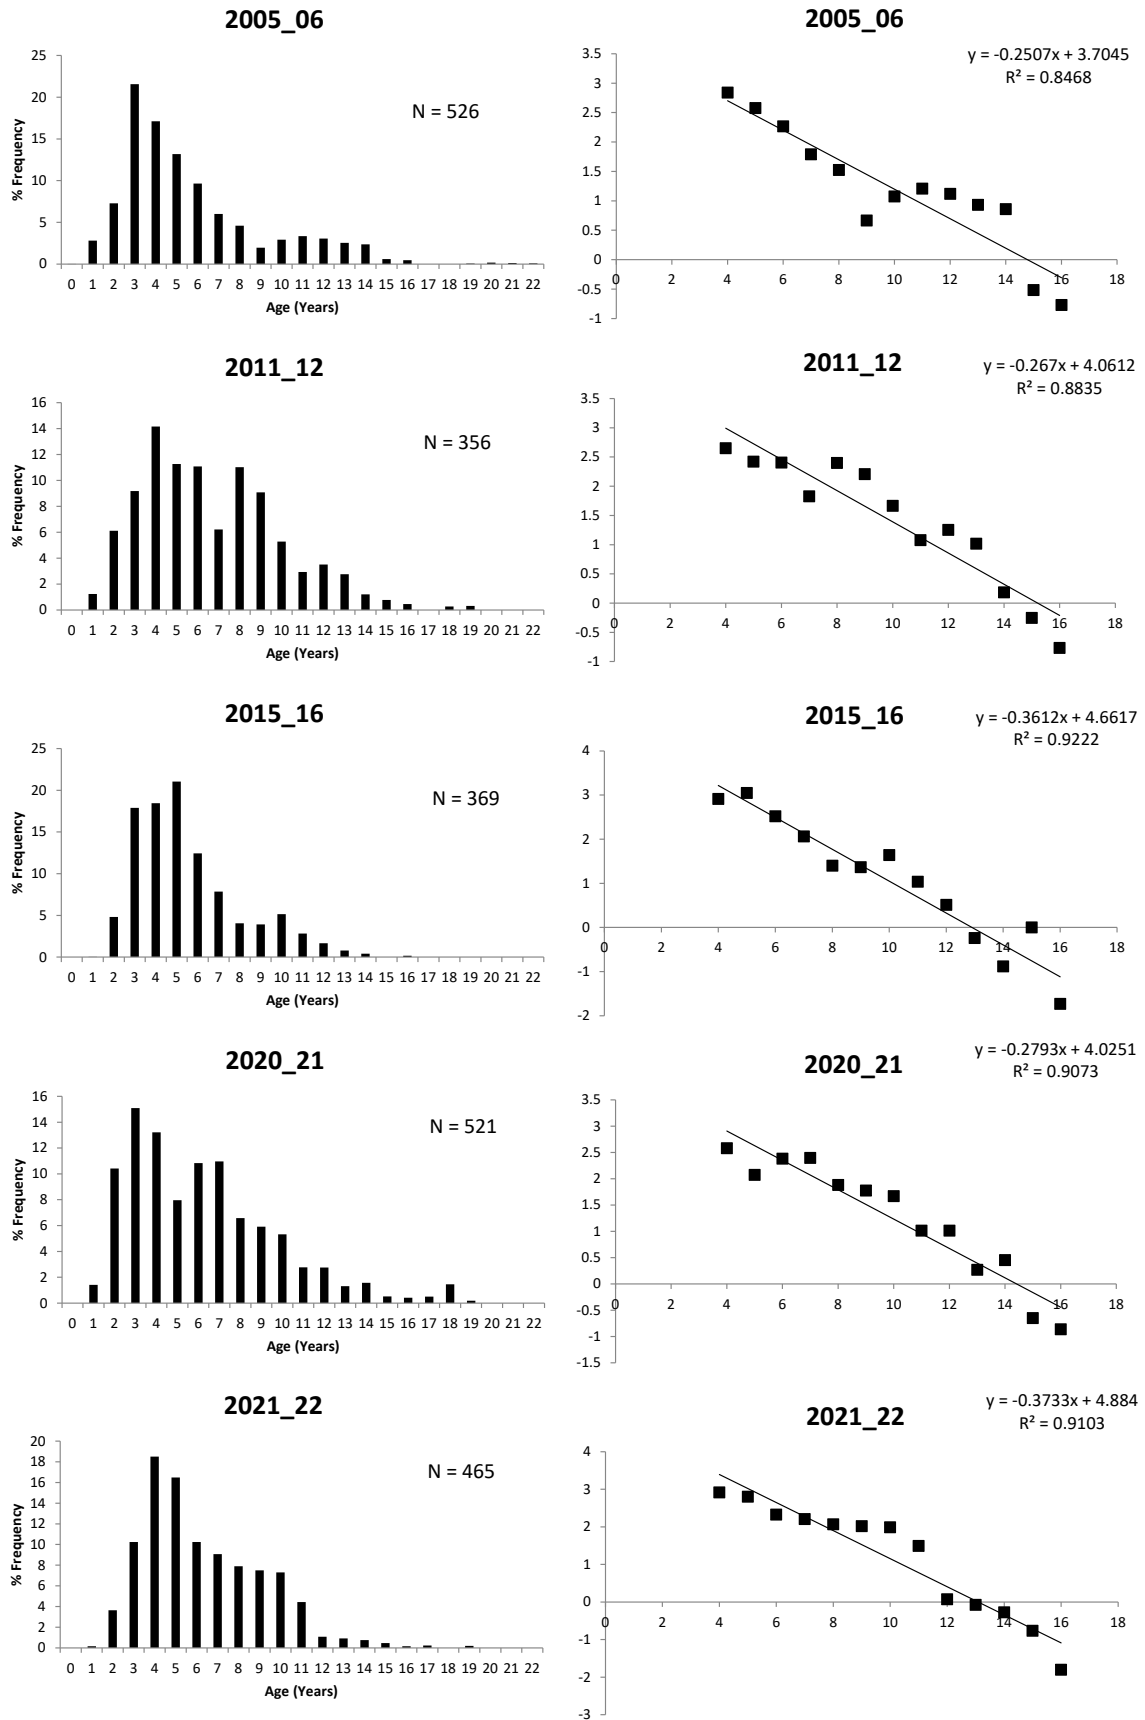 2005_06
25
20
15
10
5
0
% Frequency
N = 526
0 1 2 3 4 5 6 7 8 9 10 11 12 13 14 15 16 17 18 19 20 21 22
Age (Years)
2005_06
y = -0.2507x + 3.7045
R² = 0.8468
3.5
3
2.5
2
1.5
1
0.5
0
-0.5
-1
0 2 4 6 8 10 12 14 16 18
2011_12
16
14
12
10
8
6
4
2
0
% Frequency
N = 356
0 1 2 3 4 5 6 7 8 9 10 11 12 13 14 15 16 17 18 19 20 21 22
Age (Years)
2011_12
y = -0.267x + 4.0612
R² = 0.8835
3.5
3
2.5
2
1.5
1
0.5
0
-0.5
-1
0 2 4 6 8 10 12 14 16 18
2015_16
25
20
15
10
5
0
% Frequency
N = 369
0 1 2 3 4 5 6 7 8 9 10 11 12 13 14 15 16 17 18 19 20 21 22
Age (Years)
2015_16
y = -0.3612x + 4.6617
R² = 0.9222
4
3
2
1
0
-1
-2
0 2 4 6 8 10 12 14 16 18
2020_21
16
14
12
10
8
6
4
2
0
% Frequency
N = 521
0 1 2 3 4 5 6 7 8 9 10 11 12 13 14 15 16 17 18 19 20 21 22
Age (Years)
2020_21
y = -0.2793x + 4.0251
R² = 0.9073
3.5
3
2.5
2
1.5
1
0.5
0
-0.5
-1
-1.5
0 2 4 6 8 10 12 14 16 18
2021_22
20
18
16
14
12
10
8
6
4
2
0
% Frequency
N = 465
0 1 2 3 4 5 6 7 8 9 10 11 12 13 14 15 16 17 18 19 20 21 22
Age (Years)
2021_22
y = -0.3733x + 4.884
R² = 0.9103
4
3
2
1
0
-1
-2
-3
0 2 4 6 8 10 12 14 16 18